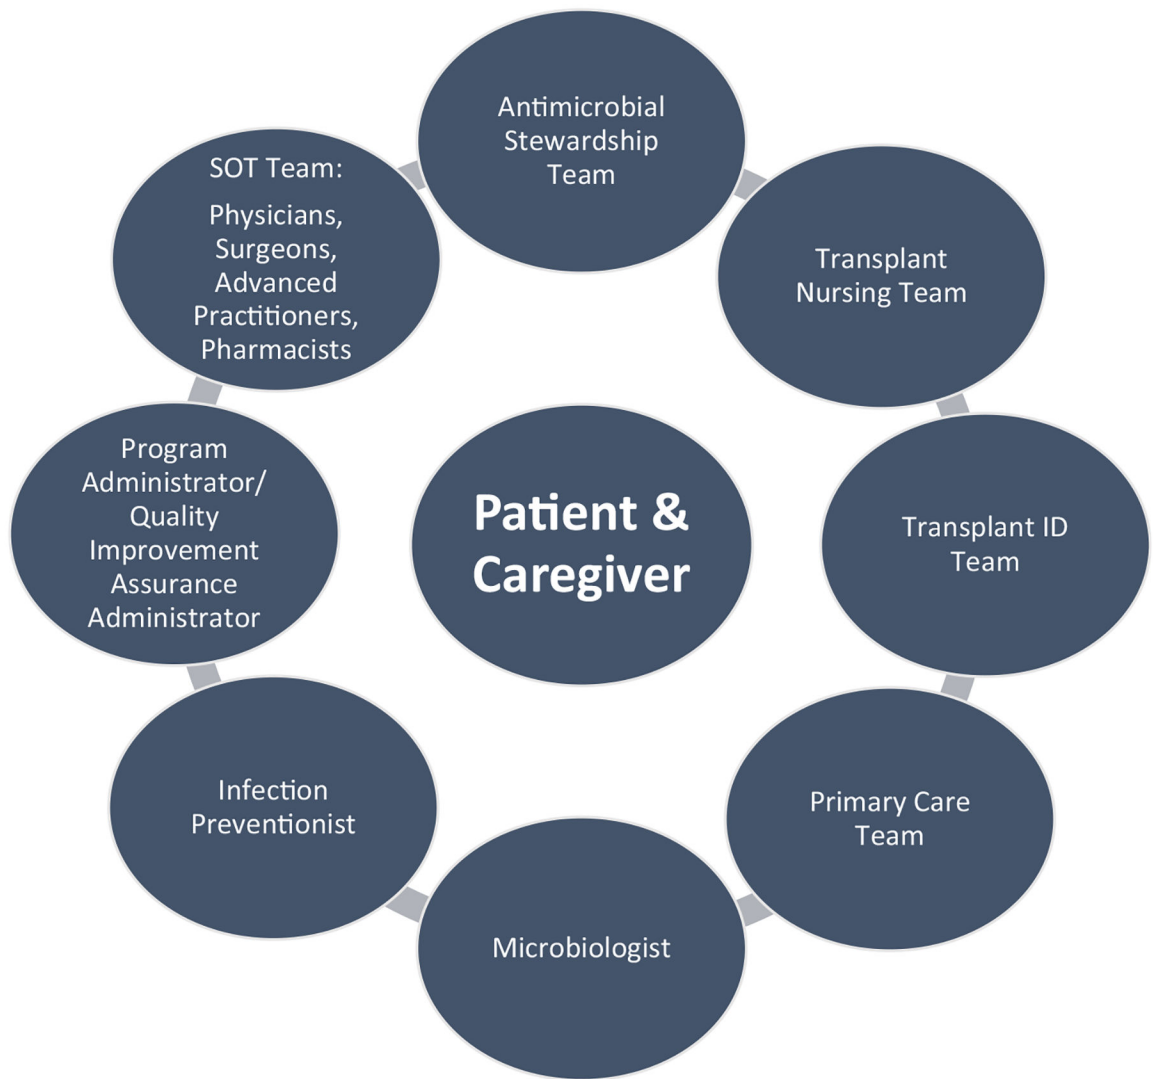 Antimicrobial
Stewardship
Team
Transplant
Nursing Team
Transplant ID
Team
Primary Care
Team
Microbiologist
Infection
Preventionist
Program
Administrator/
Quality
Improvement
Assurance
Administrator
SOT Team:
Physicians,
Surgeons,
Advanced
Practitioners,
Pharmacists
Patient &
Caregiver